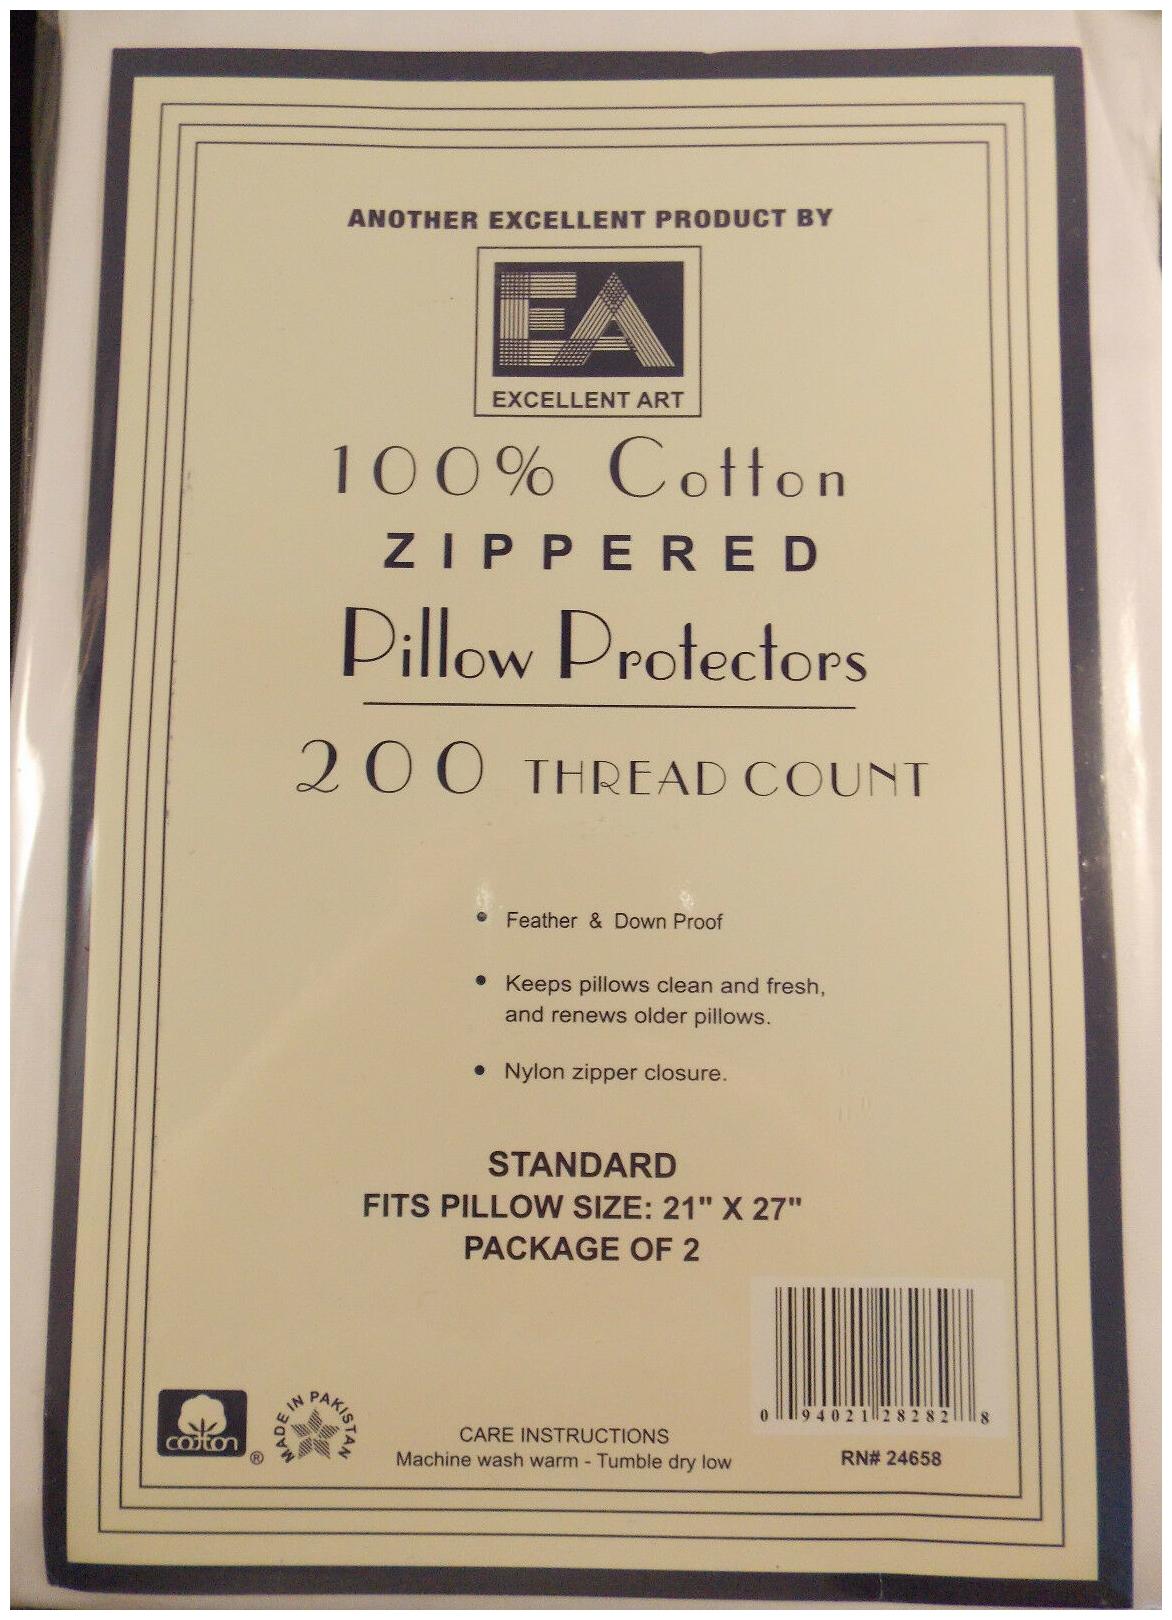 ANOTHER EXCELLENT PRODUCT BY
EA
EXCELLENT ART
100% Cotton
ZIPPERED
Pillow Protectors
200 THREAD COUNT
• Feather & Down Proof
• Keeps pillows clean and fresh,
and renews older pillows.
• Nylon zipper closure.
STANDARD
FITS PILLOW SIZE: 21" X 27"
PACKAGE OF 2
0 94021 28282 8
cotton ®
MADE IN PAKISTAN
CARE INSTRUCTIONS
Machine wash warm - Tumble dry low
RN# 24658